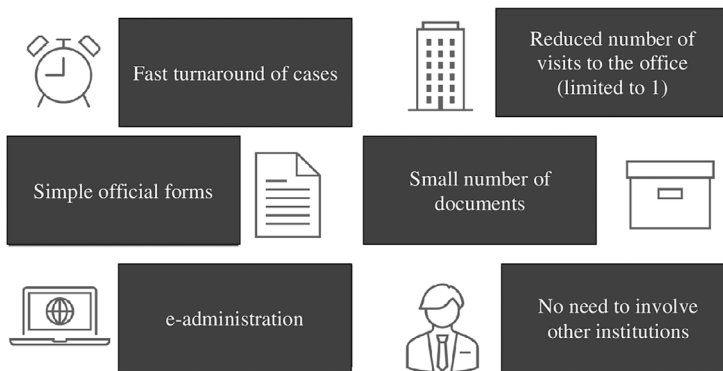 Fast turnaround of cases
Reduced number of
visits to the office
(limited to 1)
Simple official forms
Small number of
documents
e-administration
No need to involve
other institutions